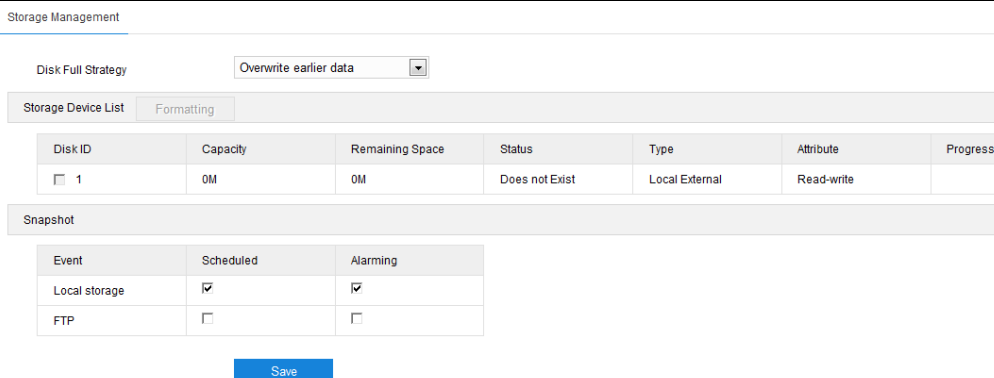 Storage Management
Disk Full Strategy Overwrite earlier data
Storage Device List Formatting
Disk ID Capacity Remaining Space Status Type Attribute Progress
1 0M 0M Does not Exist Local External Read-write
Snapshot
Event Scheduled Alarming
Local storage
FTP
Save